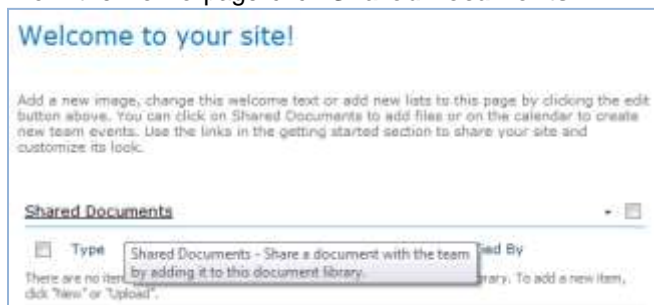 Welcome to your site!
Add a new image, change this welcome text or add new lists to this page by clicking the edit
button above. You can click on Shared Documents to add files or on the calendar to create
new team events. Use the links in the getting started section to share your site and
customize its look.
Shared Documents
Type By
Shared Documents - Share a document with the team
by adding it to this document library.
There are no To add a new item,
click "New" or "Upload".